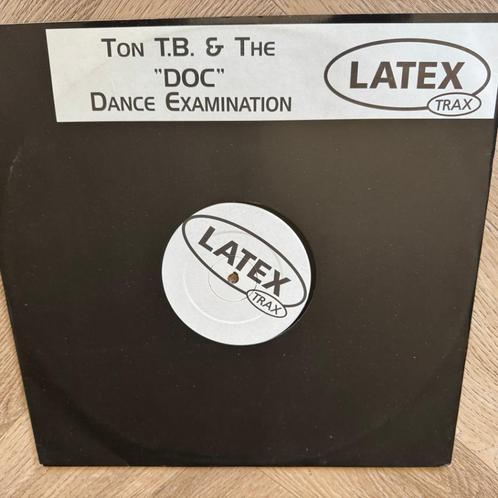 Ton T.B. & The
"DOC"
Dance Examination
LATEX
TRAX
LATEX
TRAX